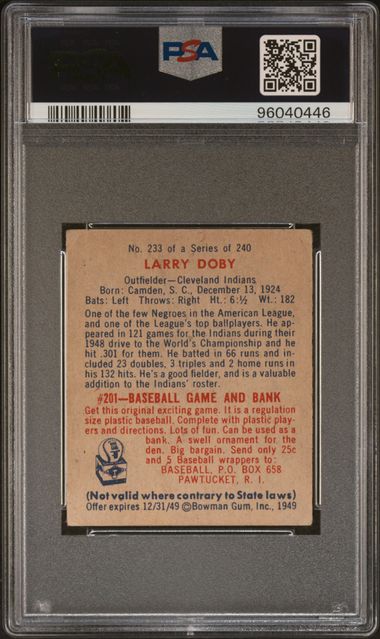 PSA
96040446
No. 233 of a Series of 240
LARRY DOBY
Outfielder—Cleveland Indians
Born: Camden, S. C., December 13, 1924
Bats: Left Throws: Right Ht.: 6:½ Wt.: 182
One of the few Negroes in the American League,
and one of the League's top ballplayers. He ap-
peared in 121 games for the Indians during their
1948 drive to the World's Championship and he
hit .301 for them. He batted in 66 runs and in-
cluded 23 doubles, 3 triples and 2 home runs in
his 132 hits. He's a good fielder, and is a valuable
addition to the Indians' roster.
#201—BASEBALL GAME AND BANK
Get this original exciting game. It is a regulation
size plastic baseball. Complete with plastic play-
ers and directions. Lots of fun. Can be used as a
bank. A swell ornament for the
den. Big bargain. Send only 25c
and 5 Baseball wrappers to:
BASEBALL, P.O. BOX 658
PAWTUCKET, R. I.
(Not valid where contrary to State laws)
Offer expires 12/31/49 ©Bowman Gum, Inc., 1949